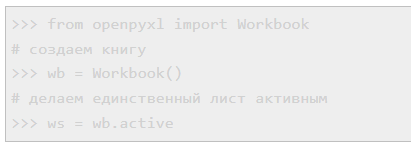 >>> from openpyxl import Workbook
# создаем книгу
>>> wb = Workbook()
# делаем единственный лист активным
>>> ws = wb.active